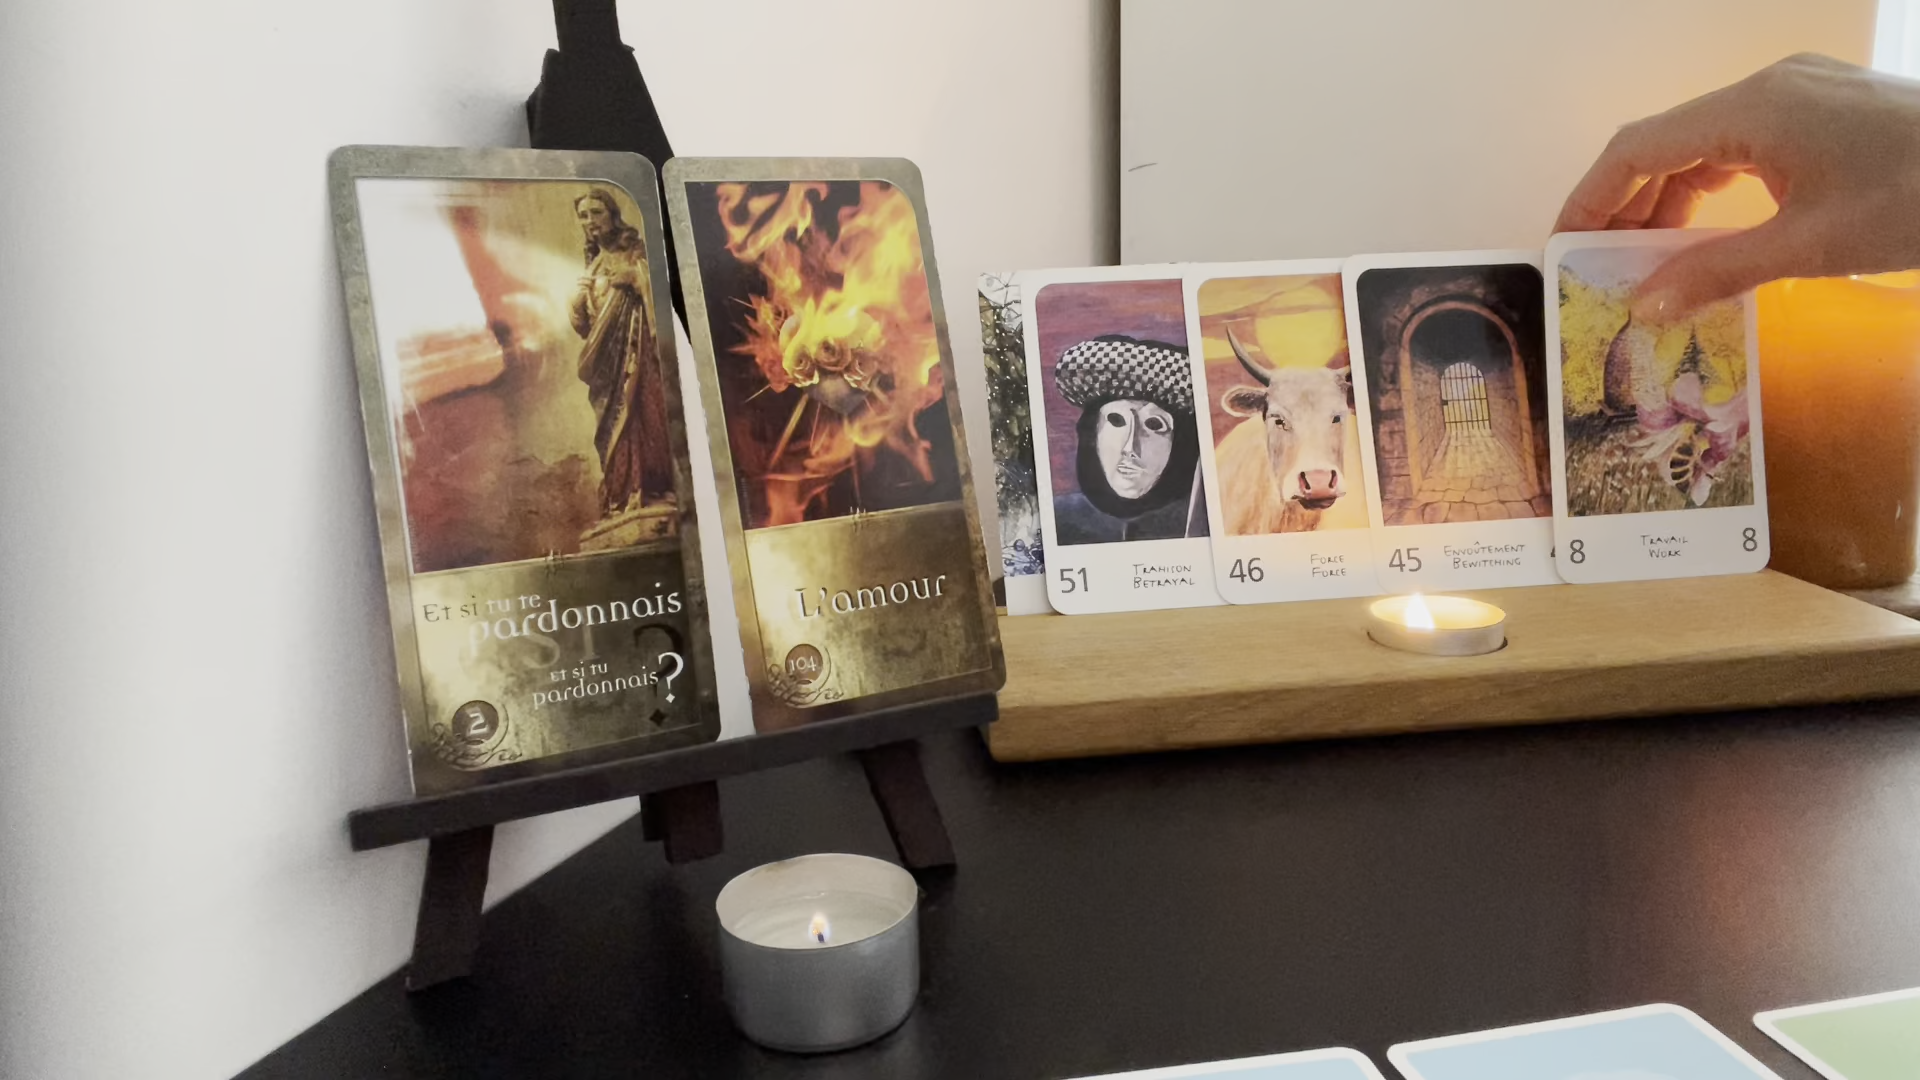 Et si tu te
pardonnais
et si tu
pardonnais?
2
L'amour
104
51
TRAHISON
BETRAYAL
46
FORCE
FORCE
45
ENVOÛTEMENT
BEWITCHING
8
TRAVAIL
WORK
8